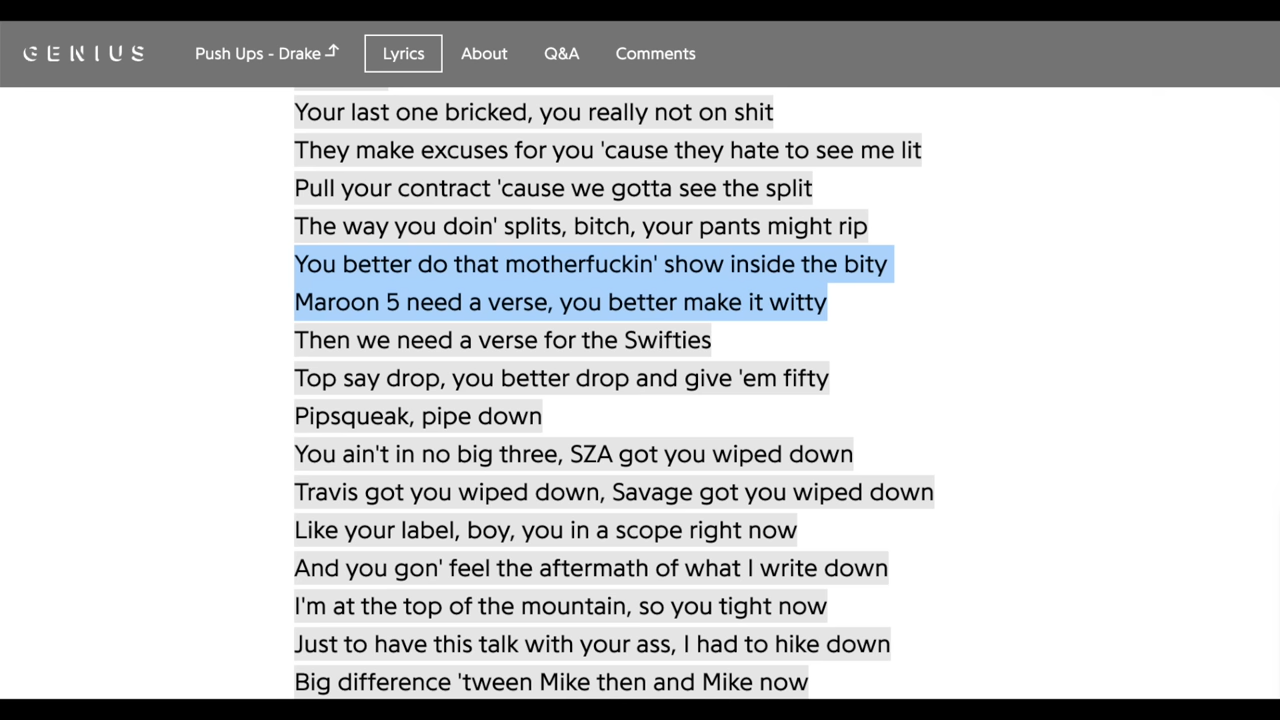 GENIUS
Push Ups - Drake
Lyrics
About
Q&A
Comments
Your last one bricked, you really not on shit
They make excuses for you 'cause they hate to see me lit
Pull your contract 'cause we gotta see the split
The way you doin' splits, bitch, your pants might rip
You better do that motherfuckin' show inside the bity
Maroon 5 need a verse, you better make it witty
Then we need a verse for the Swifties
Top say drop, you better drop and give 'em fifty
Pipsqueak, pipe down
You ain't in no big three, SZA got you wiped down
Travis got you wiped down, Savage got you wiped down
Like your label, boy, you in a scope right now
And you gon' feel the aftermath of what I write down
I'm at the top of the mountain, so you tight now
Just to have this talk with your ass, I had to hike down
Big difference 'tween Mike then and Mike now